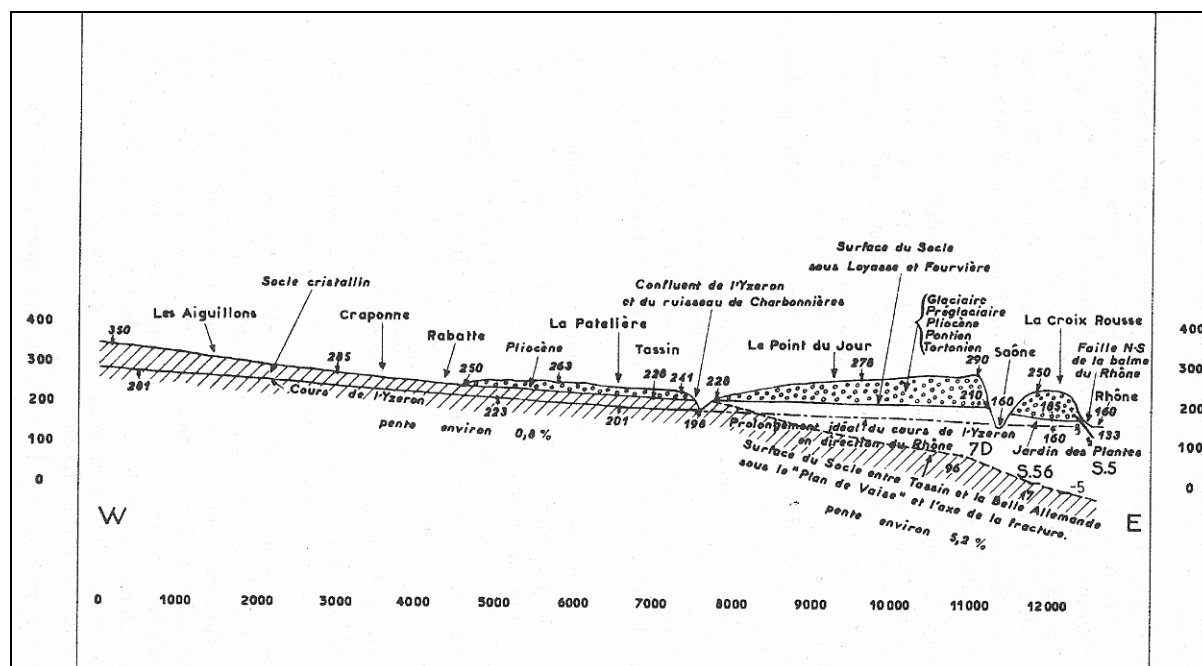 Surface du Socle
sous Loyasse et Fourvière
Socle cristallin
Confluent de l'Yzeron
et du ruisseau de Charbonnières
Glaciaire
Préglaciaire
Pliocène
Pontien
Tortonien
400
300
200
100
0
400
300
200
100
0
Les Aiguillons
Craponne
Rabatte
La Patelière
Pliocène
Tassin
Le Point du Jour
Saône
La Croix Rousse
Faille N-S
de la balme
du Rhône
Rhône
350
285
250
263
226
241
228
278
290
210
160
250
185
160
160
133
281
Cours de l'Yzeron
223
201
196
pente environ 0,8 %
Prolongement idéal du cours de l'Yzeron
en direction du Rhône
7D
Jardin des Plantes
S.56
S.5
96
17
-5
Surface du Socle entre Tassin et la Belle Allemande
sous le "Plan de Vaise" et l'axe de la fracture.
pente environ 5,2 %
W
E
0 1000 2000 3000 4000 5000 6000 7000 8000 9000 10000 11000 12000